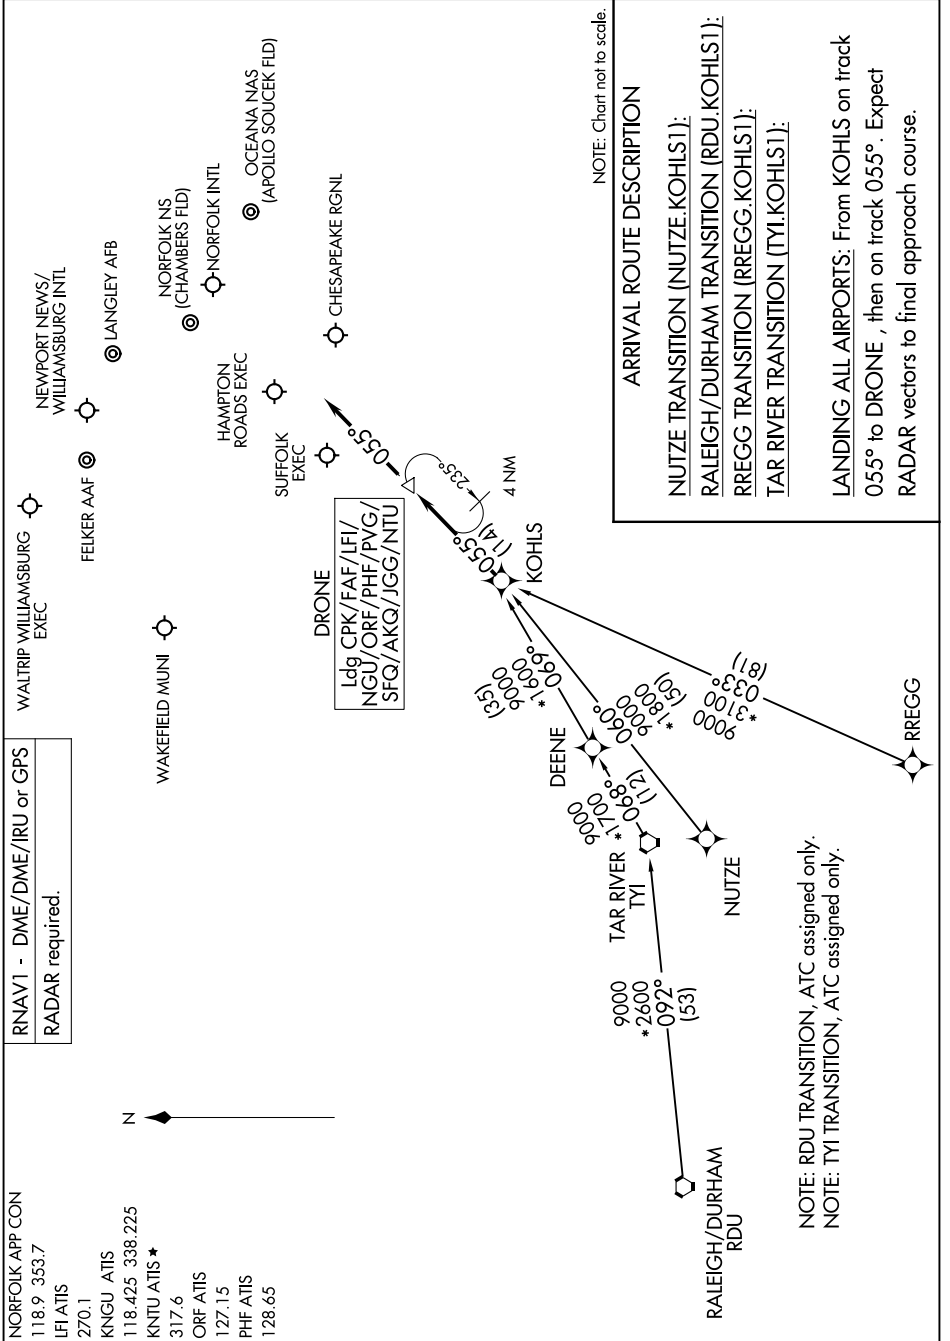 NORFOLK APP CON
118.9 353.7
LFI ATIS
270.1
KNGU ATIS
118.425 338.225
KNTU ATIS ★
317.6
ORF ATIS
127.15
PHF ATIS
128.65
RNAV1 - DME/DME/IRU or GPS
RADAR required.
N
WALTRIP WILLIAMSBURG
EXEC
NEWPORT NEWS/
WILLIAMSBURG INTL
FELKER AAF
LANGLEY AFB
WAKEFIELD MUNI
NORFOLK NS
(CHAMBERS FLD)
NORFOLK INTL
OCEANA NAS
(APOLLO SOUCEK FLD)
HAMPTON
ROADS EXEC
SUFFOLK
EXEC
CHESAPEAKE RGNL
DRONE
Ldg CPK/FAF/LFI/
NGU/ORF/PHF/PVG/
SFQ/AKQ/JGG/NTU
055°
235°
4 NM
055°
(14)
KOHLS
(35)
9000
*1600
069°
DEENE
060°
9000
*1800
(50)
9000
*3100
033°
(81)
9000
*1700
068°
(12)
TAR RIVER
TYI
NUTZE
RREGG
9000
*2600
092°
(53)
RALEIGH/DURHAM
RDU
NOTE: RDU TRANSITION, ATC assigned only.
NOTE: TYI TRANSITION, ATC assigned only.
NOTE: Chart not to scale.
ARRIVAL ROUTE DESCRIPTION
NUTZE TRANSITION (NUTZE.KOHLS1):
RALEIGH/DURHAM TRANSITION (RDU.KOHLS1):
RREGG TRANSITION (RREGG.KOHLS1):
TAR RIVER TRANSITION (TYI.KOHLS1):
LANDING ALL AIRPORTS: From KOHLS on track
055° to DRONE , then on track 055°. Expect
RADAR vectors to final approach course.